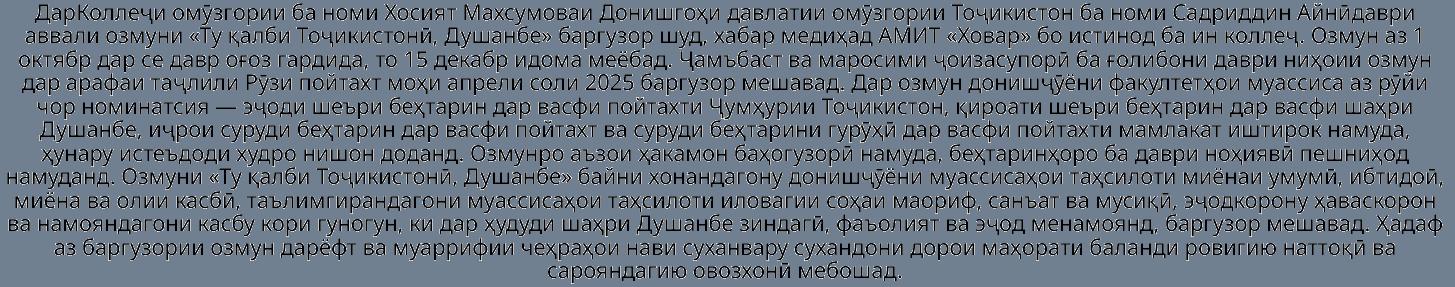 ДарКоллеҷи омӯзгории ба номи Хосият Махсумоваи Донишгоҳи давлатии омӯзгории Тоҷикистон ба номи Садриддин Айнӣдаври
аввали озмуни «Ту қалби Тоҷикистонӣ, Душанбе» баргузор шуд, хабар медиҳад АМИТ «Ховар» бо истинод ба ин коллеҷ. Озмун аз 1
октябр дар се давр оғоз гардида, то 15 декабр идома меёбад. Ҷамъбаст ва маросими ҷоизасупорӣ ба ғолибони даври ниҳоии озмун
дар арафаи таҷлили Рӯзи пойтахт моҳи апрели соли 2025 баргузор мешавад. Дар озмун донишҷӯёни факултетҳои муассиса аз рӯйи
чор номинатсия — эҷоди шеъри беҳтарин дар васфи пойтахти Ҷумҳурии Тоҷикистон, қироати шеъри беҳтарин дар васфи шаҳри
Душанбе, иҷрои суруди беҳтарин дар васфи пойтахт ва суруди беҳтарини гурӯҳӣ дар васфи пойтахти мамлакат иштирок намуда,
ҳунару истеъдоди худро нишон доданд. Озмунро аъзои ҳакамон баҳогузорӣ намуда, беҳтаринҳоро ба даври ноҳиявӣ пешниҳод
намуданд. Озмуни «Ту қалби Тоҷикистонӣ, Душанбе» байни хонандагону донишҷӯёни муассисаҳои таҳсилоти миёнаи умумӣ, ибтидоӣ,
миёна ва олии касбӣ, таълимгирандагони муассисаҳои таҳсилоти иловагии соҳаи маориф, санъат ва мусиқӣ, эҷодкорону ҳаваскорон
ва намояндагони касбу кори гуногун, ки дар ҳудуди шаҳри Душанбе зиндагӣ, фаъолият ва эҷод менамоянд, баргузор мешавад. Ҳадаф
аз баргузории озмун дарёфт ва муаррифии чеҳраҳои нави суханвару сухандони дорои маҳорати баланди ровигию наттоқӣ ва
сарояндагию овозхонӣ мебошад.